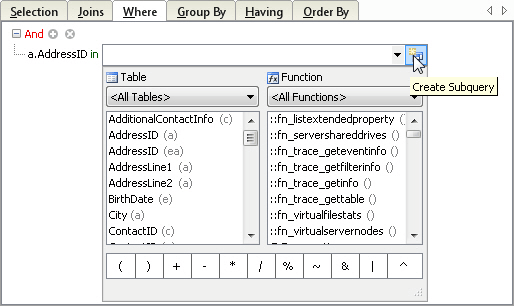 Selection Joins Where Group By Having Order By
And
a.AddressID in
Create Subquery
Table Function
<All Tables> <All Functions>
AdditionalContactInfo (c) ::fn_listextendedproperty ()
AddressID (a) ::fn_servershareddrives ()
AddressID (ea) ::fn_trace_geteventinfo ()
AddressLine1 (a) ::fn_trace_getfilterinfo ()
AddressLine2 (a) ::fn_trace_getinfo ()
BirthDate (e) ::fn_trace_gettable ()
City (a) ::fn_virtualfilestats ()
ContactID (c) ::fn_virtualservernodes ()
( ) + - * / % ~ & | ^